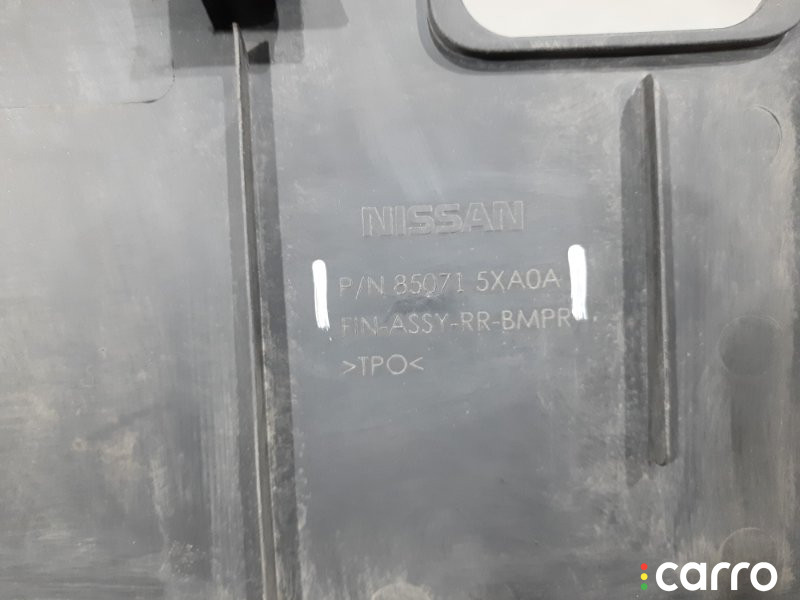 NISSAN
P/N 85071 5XA0A
FIN-ASSY-RR-BMPR
>TPO<
carro